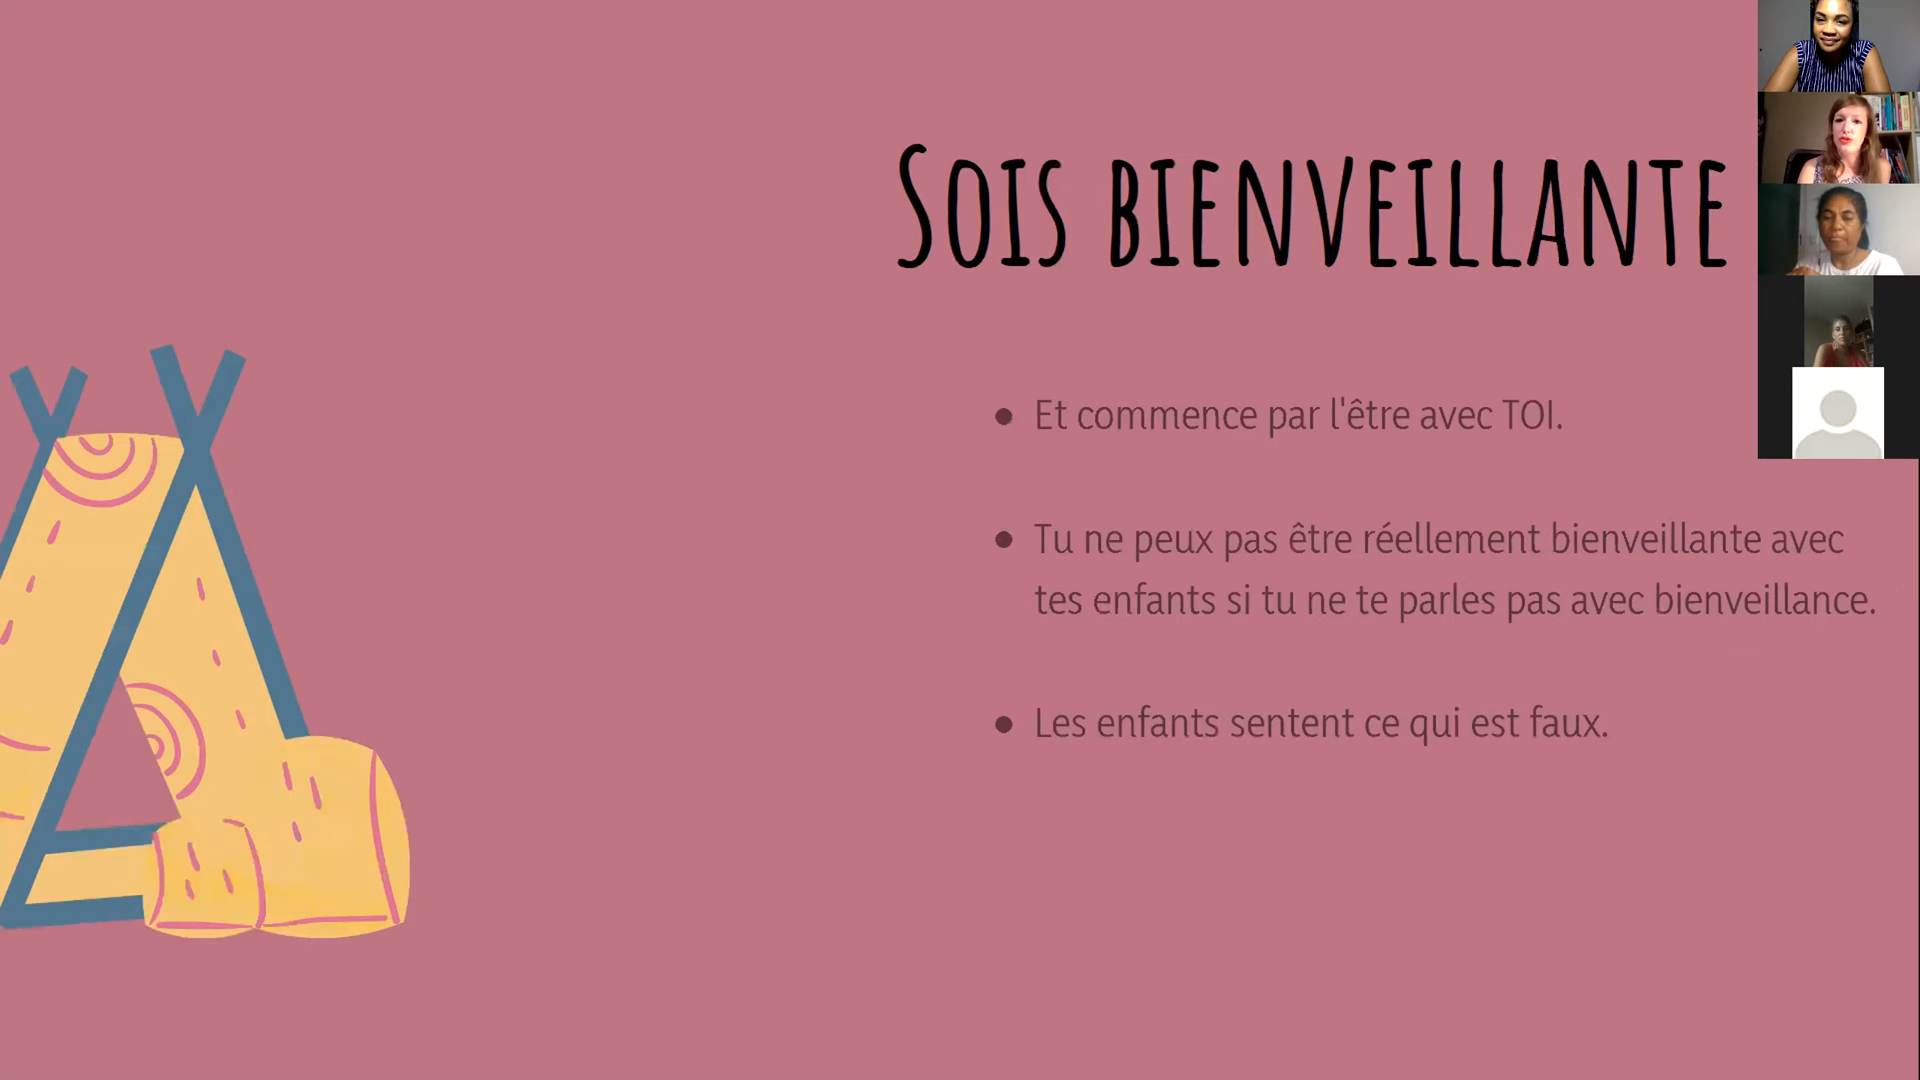 Sois bienveillante
Et commence par l'être avec TOI.
Tu ne peux pas être réellement bienveillante avec
tes enfants si tu ne te parles pas avec bienveillance.
Les enfants sentent ce qui est faux.